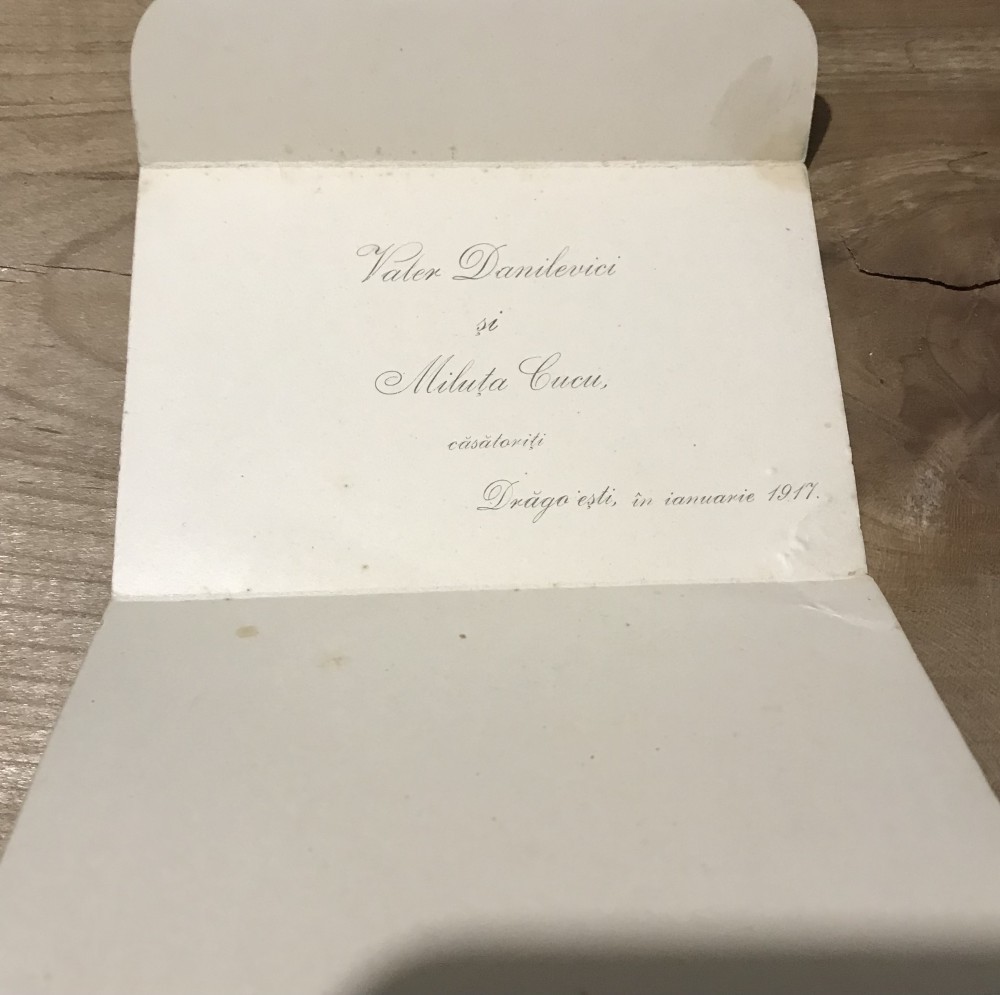 Valer Danilevici
și
Miluța Cucu,
căsătoriți
Drăgo ești, în ianuarie 1917.